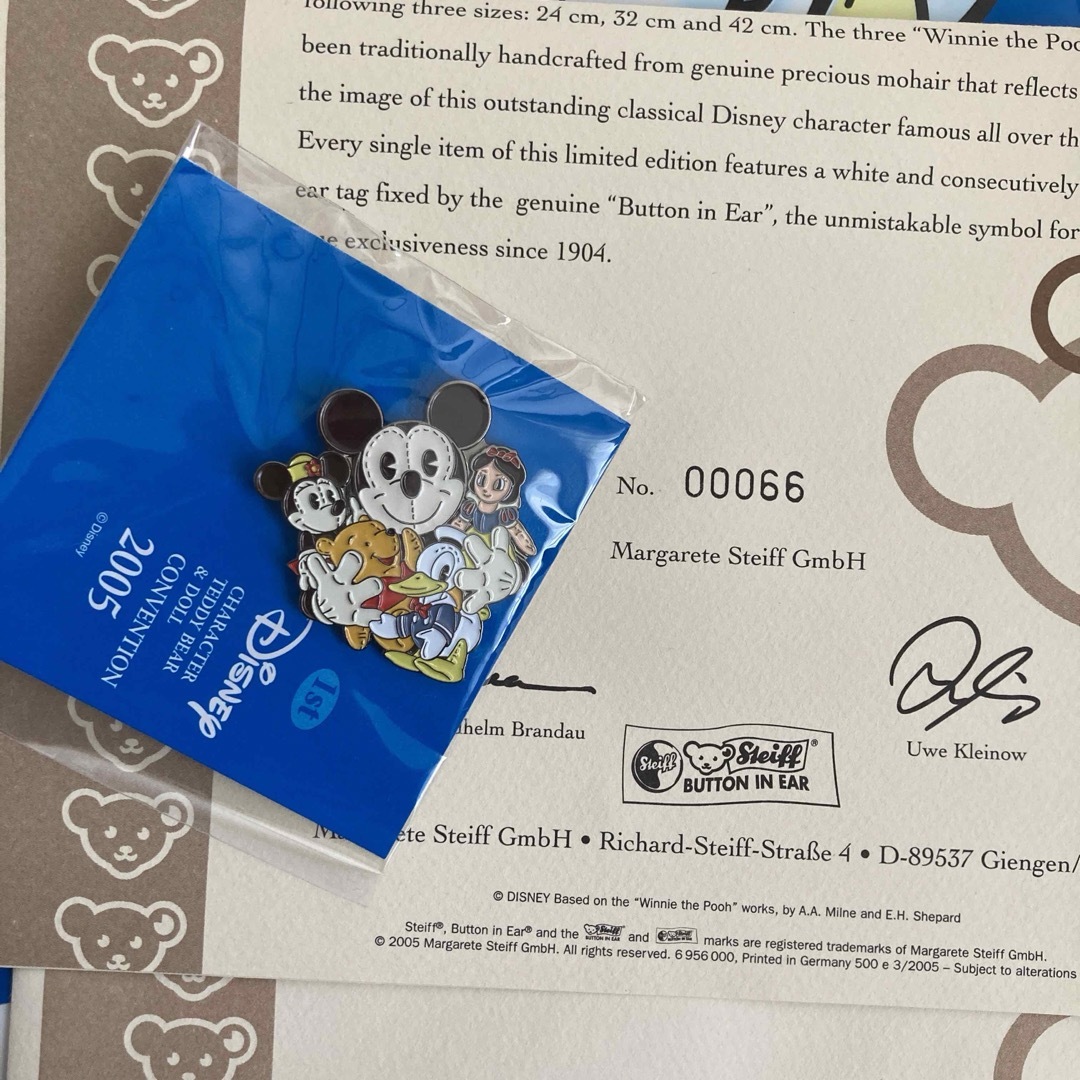 following three sizes: 24 cm, 32 cm and 42 cm. The three "Winnie the
been traditionally handcrafted from genuine precious mohair that reflects
the image of this outstanding classical Disney character famous all over
Every single item of this limited edition features a white and consecutively
ear tag fixed by the genuine "Button in Ear", the unmistakable symbol for
exclusiveness since 1904.
No. 00066
Margarete Steiff GmbH
Brandau
Uwe Kleinow
Steiff
Steiff®
BUTTON IN EAR
Steiff GmbH • Richard-Steiff-Straße 4 • D-89537 Giengen/
© DISNEY Based on the "Winnie the Pooh" works, by A.A. Milne and E.H. Shepard
Steiff®, Button in Ear® and the Steiff BUTTON IN EAR and marks are registered trademarks of Margarete Steiff GmbH.
© 2005 Margarete Steiff GmbH. All rights reserved. 6 956 000, Printed in Germany 500 e 3/2005 – Subject to alterations
1st
Disney
CHARACTER
TEDDY BEAR
& DOLL
CONVENTION
2005
© Disney